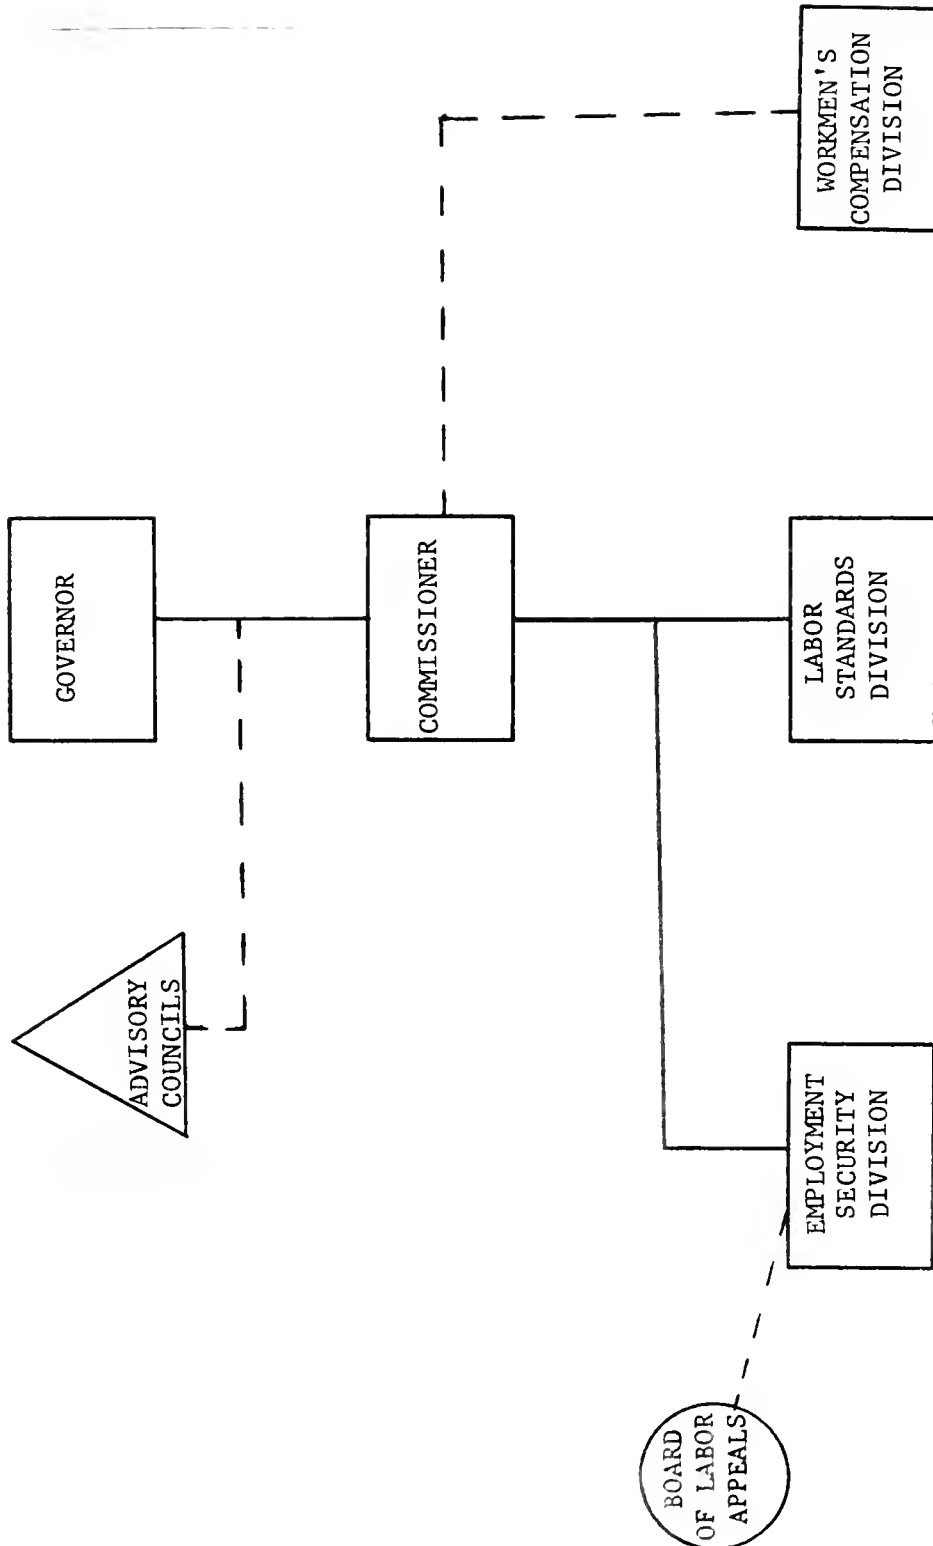 GOVERNOR
ADVISORY
COUNCILS
COMMISSIONER
BOARD
OF LABOR
APPEALS
EMPLOYMENT
SECURITY
DIVISION
LABOR
STANDARDS
DIVISION
WORKMEN'S
COMPENSATION
DIVISION